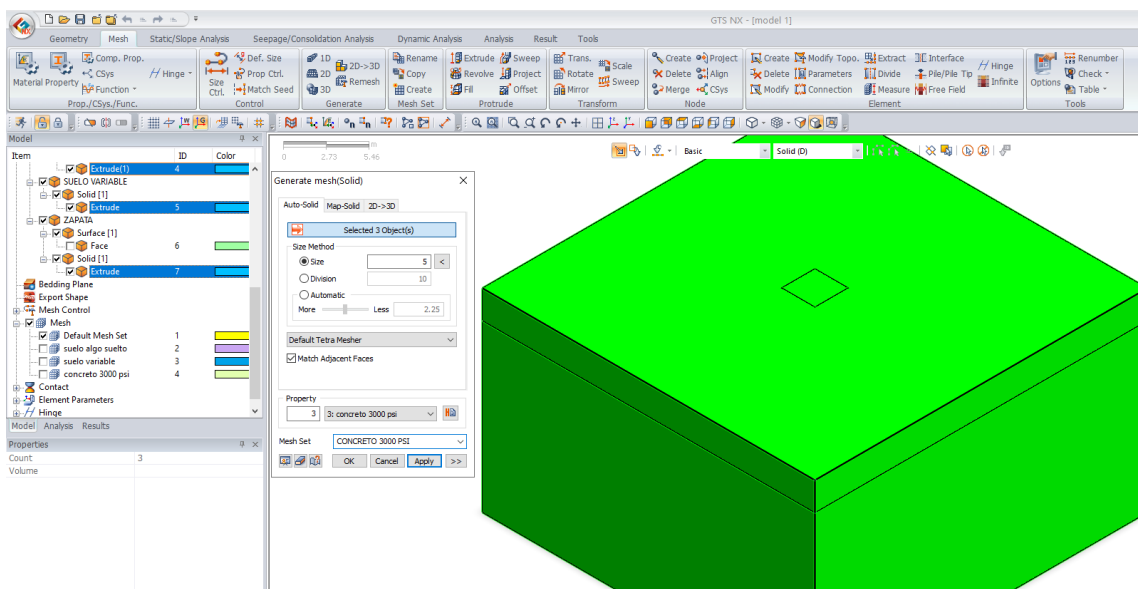 GTS NX - [model 1]
Geometry Mesh Static/Slope Analysis Seepage/Consolidation Analysis Dynamic Analysis Analysis Result Tools
Comp. Prop. Def. Size 1D Rename Extrude Sweep Trans. Create Project Create Modify Topo. Extract Interface Renumber
CSys Hinge Prop Ctrl. 2D 2D->3D Copy Revolve Project Rotate Scale Delete Align Delete Parameters Divide Pile/Pile Tip Hinge Check
Material Property Function Size Ctrl. Match Seed 3D Remesh Create Fill Offset Mirror Sweep Merge CSys Modify Connection Measure Free Field Infinite Options Table
Prop./CSys./Func. Control Generate Mesh Set Protrude Transform Node Element Tools
Model
Item ID Color
Extrude(1) 4
SUELO VARIABLE
Solid [1]
Extrude 5
ZAPATA
Surface [1]
Face 6
Solid [1]
Extrude 7
Bedding Plane
Export Shape
Mesh Control
Mesh
Default Mesh Set 1
suelo algo suelto 2
suelo variable 3
concreto 3000 psi 4
Contact
Element Parameters
Hinge
Model Analysis Results
Properties
Count 3
Volume
m
0 2.73 5.46
Basic Solid (D)
Generate mesh(Solid)
Auto-Solid Map-Solid 2D->3D
Selected 3 Object(s)
Size Method
Size 5 <
Division 10
Automatic
More Less 2.25
Default Tetra Mesher
Match Adjacent Faces
Property
3 3: concreto 3000 psi
Mesh Set CONCRETO 3000 PSI
OK Cancel Apply >>